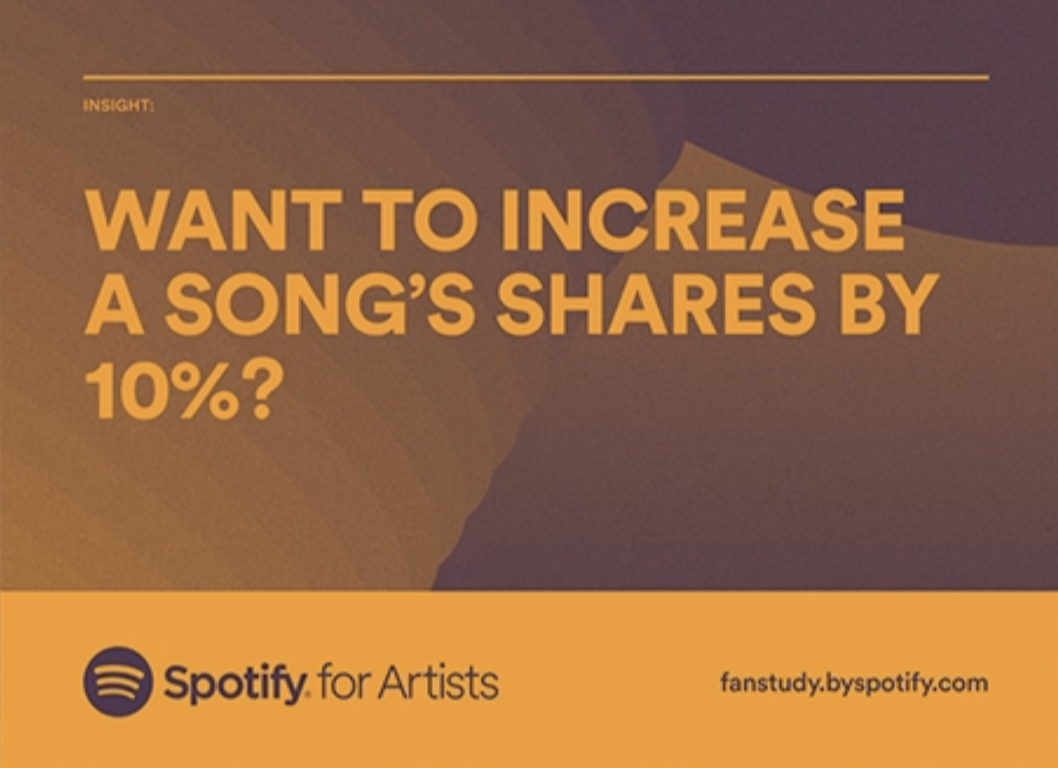 INSIGHT:
WANT TO INCREASE
A SONG’S SHARES BY
10%?
Spotify for Artists
fanstudy.byspotify.com